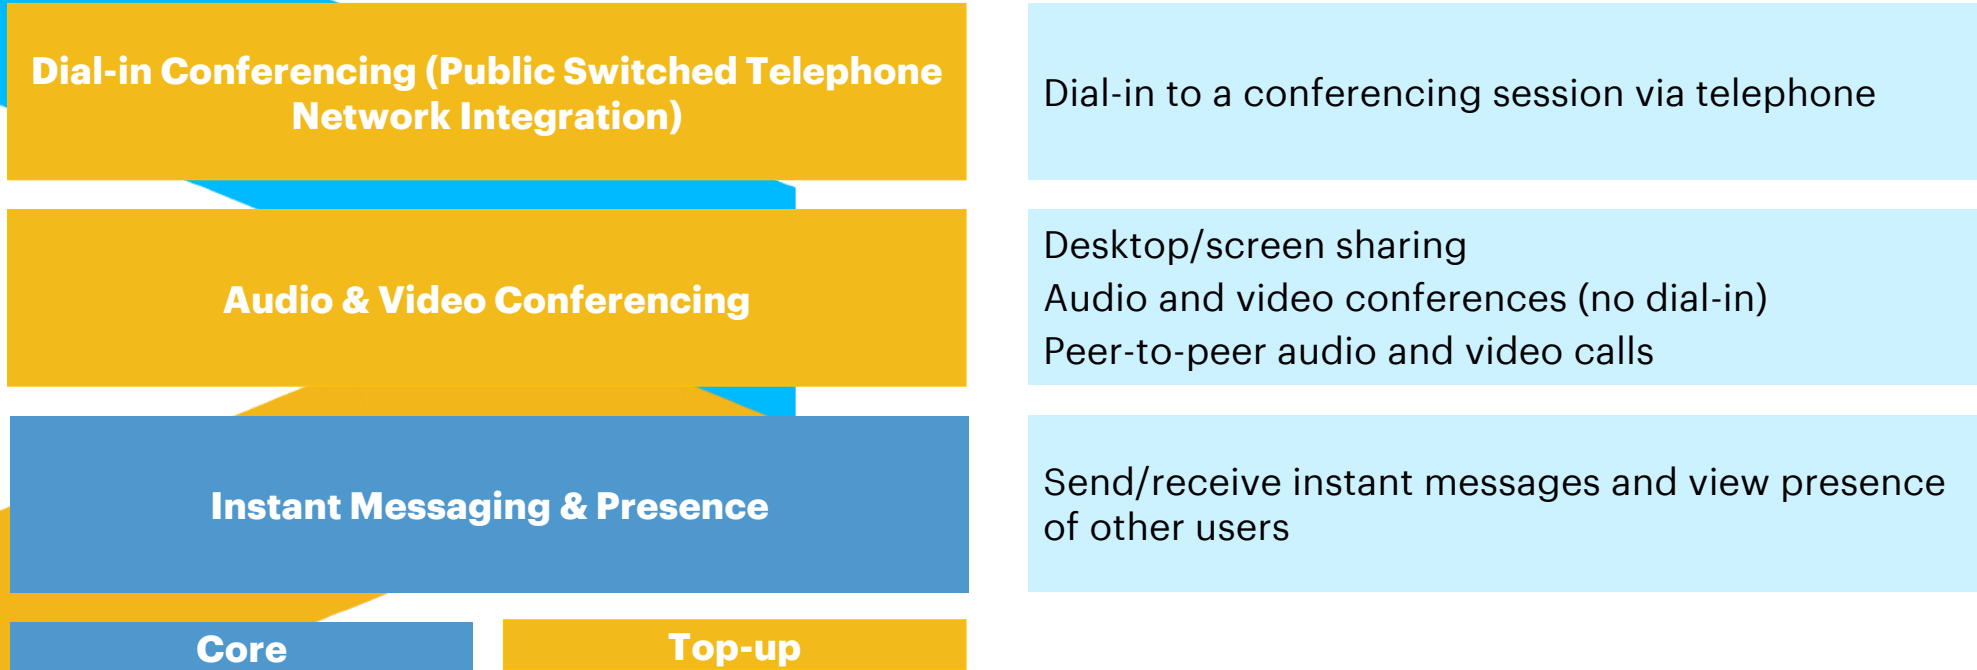 Dial-in Conferencing (Public Switched Telephone
Network Integration)
Dial-in to a conferencing session via telephone
Audio & Video Conferencing
Desktop/screen sharing
Audio and video conferences (no dial-in)
Peer-to-peer audio and video calls
Instant Messaging & Presence
Send/receive instant messages and view presence
of other users
Core
Top-up